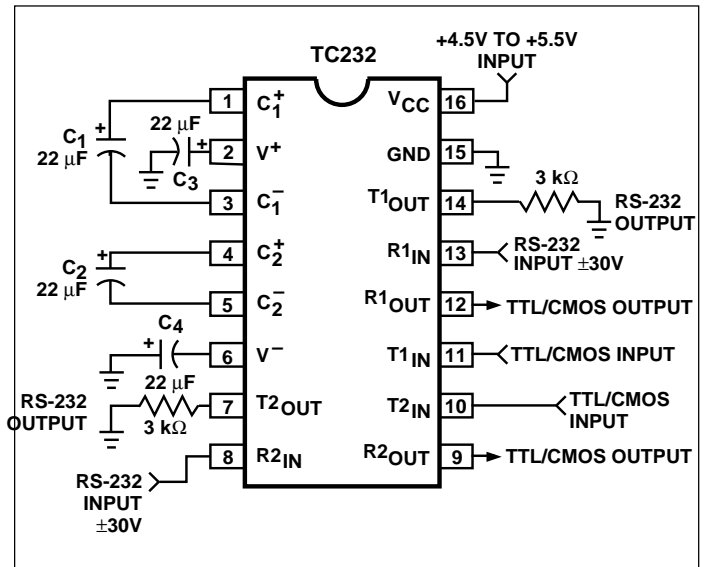 +4.5V TO +5.5V
INPUT
TC232
1
C1+
VCC
16
C1
+
22 µF
22 µF
+
2
V+
GND
15
C3
3 kΩ
3
C1−
T1OUT
14
RS-232
OUTPUT
4
C2+
R1IN
13
RS-232
INPUT ±30V
C2
+
22 µF
5
C2−
R1OUT
12
TTL/CMOS OUTPUT
C4
+
6
V−
T1IN
11
TTL/CMOS INPUT
22 µF
RS-232
OUTPUT
7
T2OUT
T2IN
10
TTL/CMOS
INPUT
3 kΩ
8
R2IN
R2OUT
9
TTL/CMOS OUTPUT
RS-232
INPUT
±30V